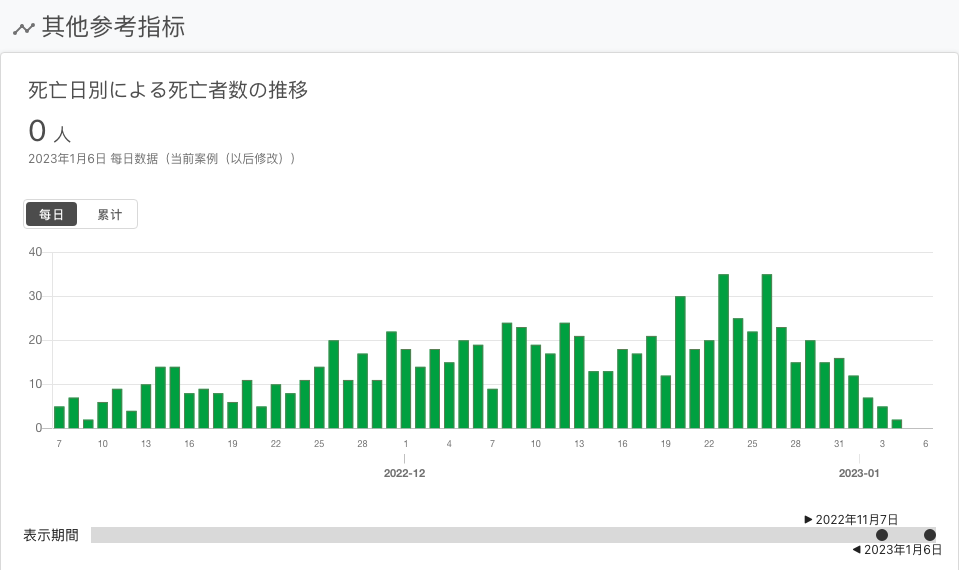 其他参考指标
死亡日別による死亡者数の推移
0 人
2023年1月6日 每日数据（当前案例（以后修改））
每日 累计
40
30
20
10
0
7 10 13 16 19 22 25 28 1 4 7 10 13 16 19 22 25 28 31 3 6
2022-12 2023-01
▶ 2022年11月7日
表示期間
◀ 2023年1月6日